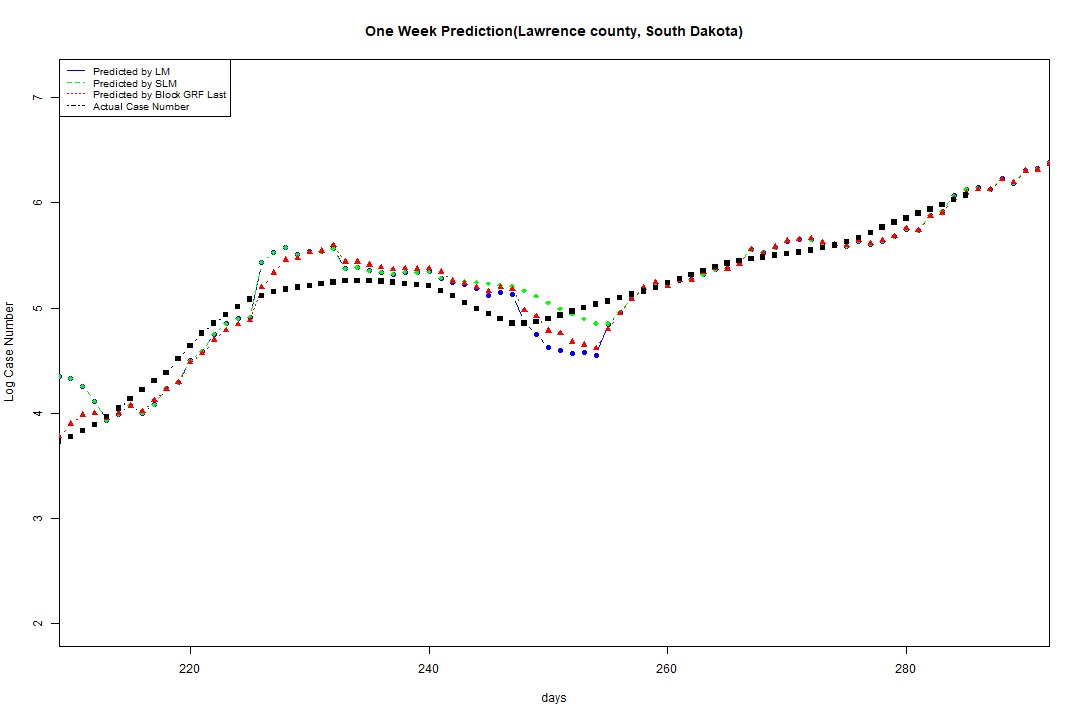 One Week Prediction(Lawrence county, South Dakota)
Predicted by LM
Predicted by SLM
Predicted by Block GRF Last
Actual Case Number
Log Case Number
7
6
5
4
3
2
220
240
260
280
days